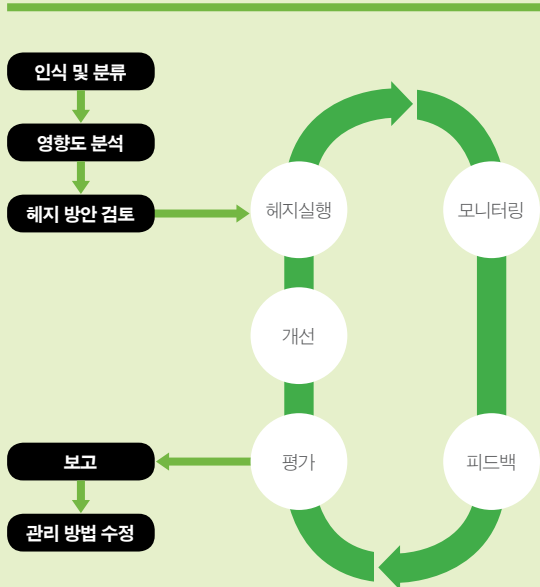 인식 및 분류
영향도 분석
헤지 방안 검토
헤지실행
모니터링
개선
평가
피드백
보고
관리 방법 수정